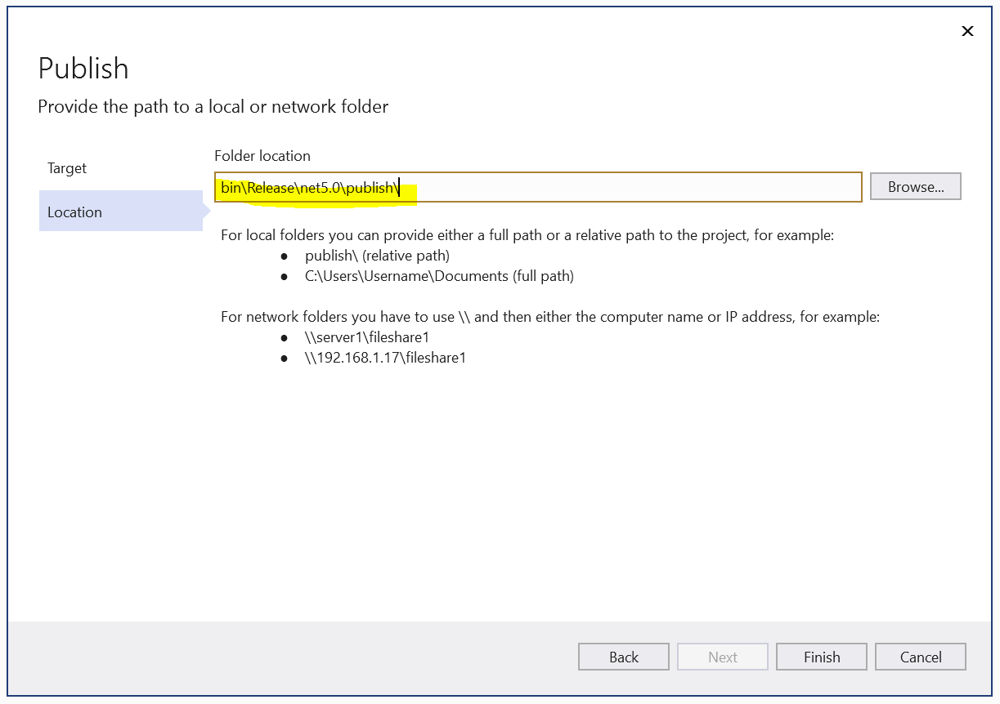 Publish
Provide the path to a local or network folder
Target
Location
Folder location
bin\Release\net5.0\publish\
Browse...
For local folders you can provide either a full path or a relative path to the project, for example:
● publish\ (relative path)
● C:\Users\Username\Documents (full path)
For network folders you have to use \\ and then either the computer name or IP address, for example:
● \\server1\fileshare1
● \\192.168.1.17\fileshare1
Back
Next
Finish
Cancel